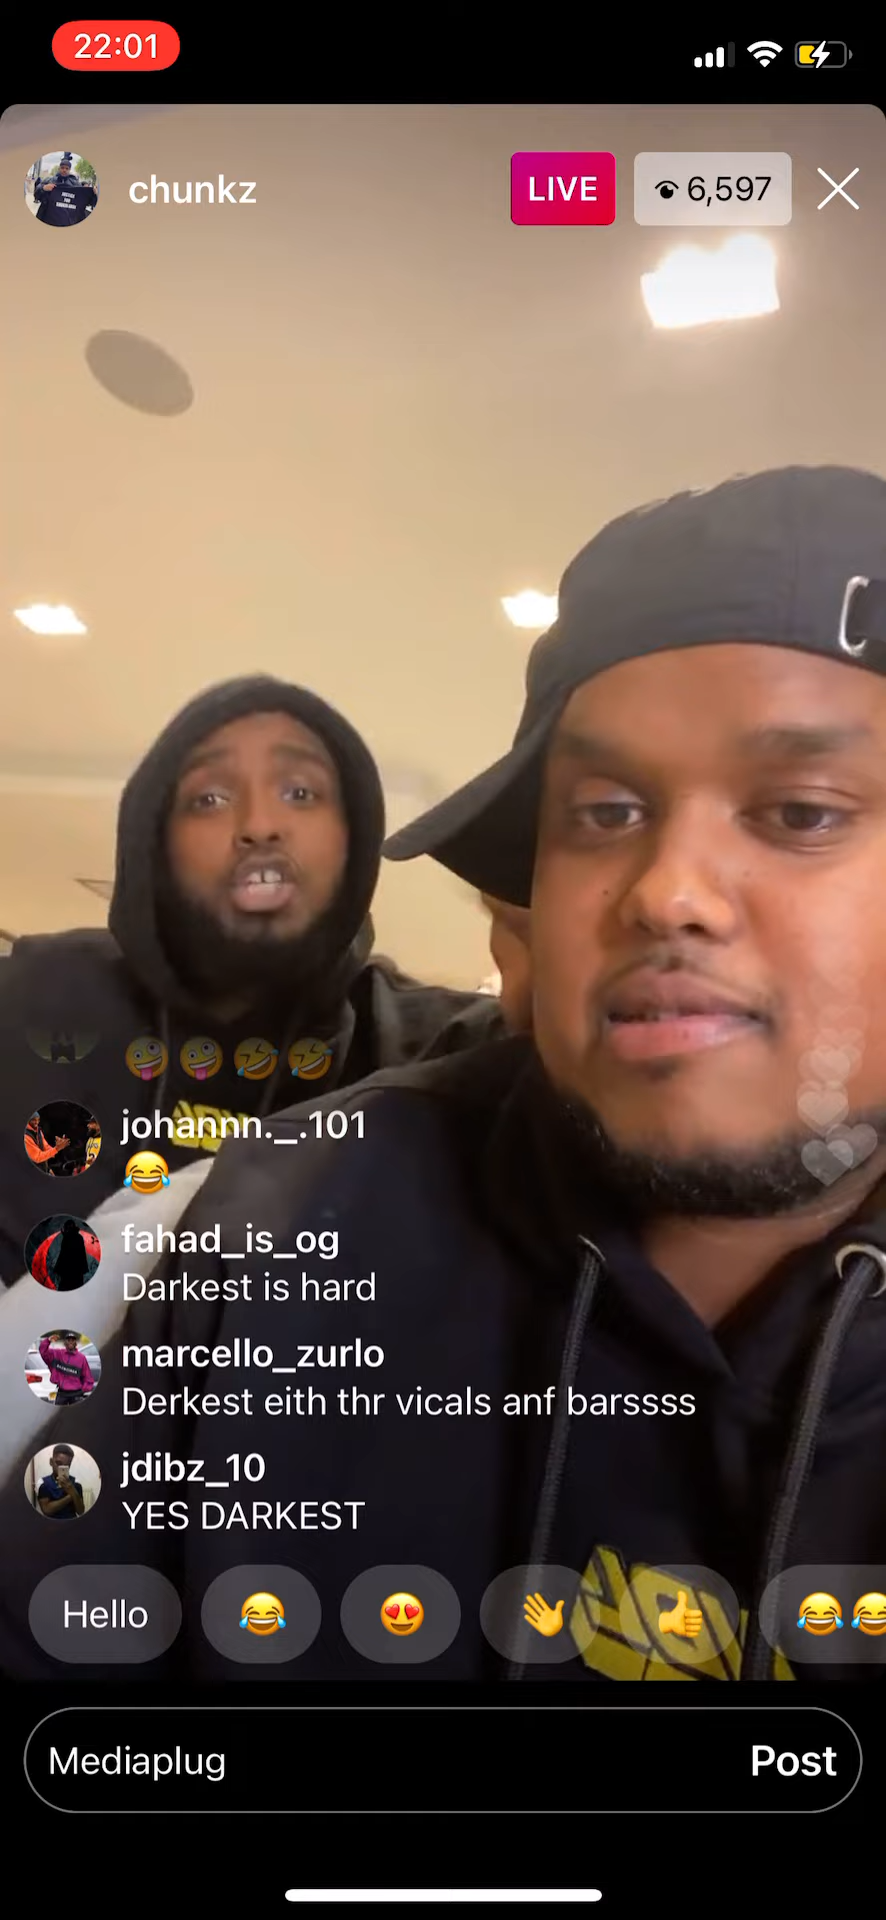 22:01
chunkz
LIVE
6,597
johannn._.101
fahad_is_og
Darkest is hard
marcello_zurlo
Derkest eith thr vicals anf barssss
jdibz_10
YES DARKEST
Hello
Mediaplug
Post